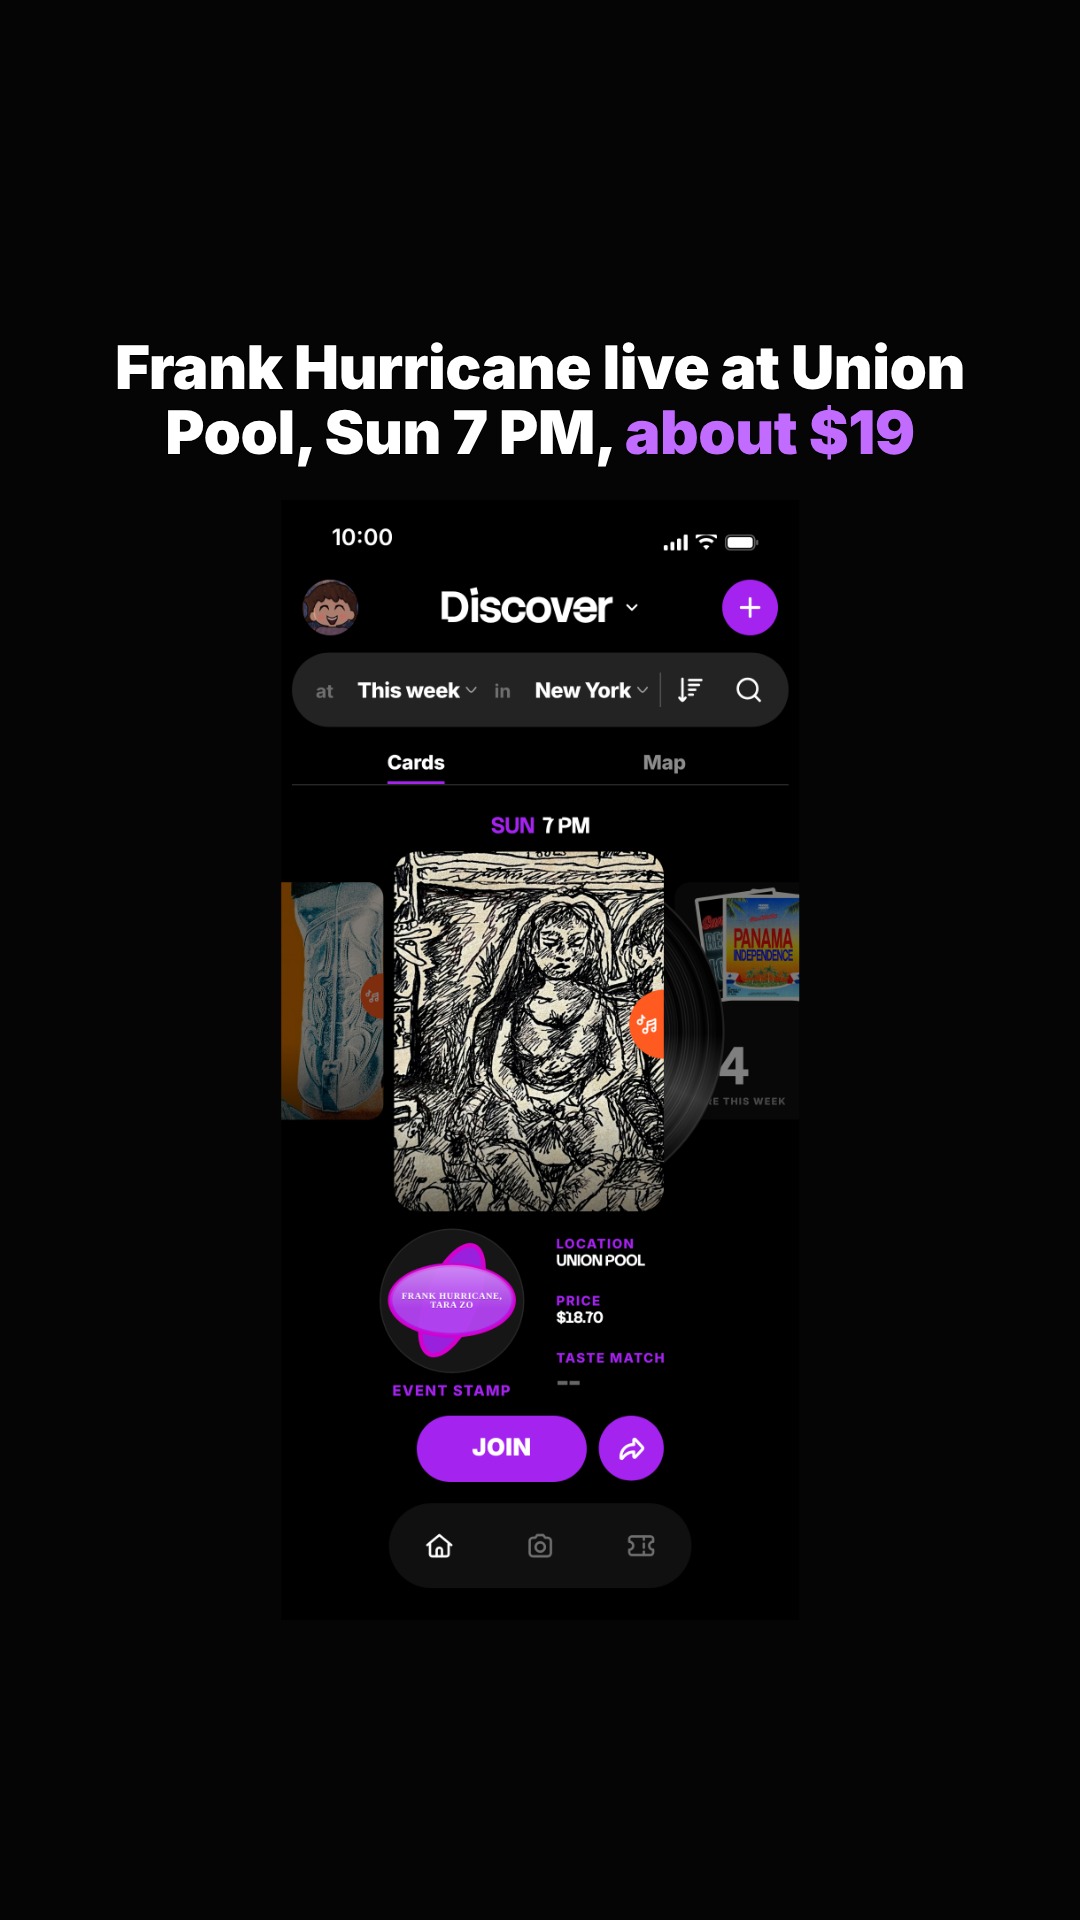 Frank Hurricane live at Union
Pool, Sun 7 PM, about $19
10:00
Discover
at This week in New York
Cards Map
SUN 7 PM
PANAMA
INDEPENDENCE
4
THIS WEEK
FRANK HURRICANE,
TARA ZO
EVENT STAMP
LOCATION
UNION POOL
PRICE
$18.70
TASTE MATCH
--
JOIN